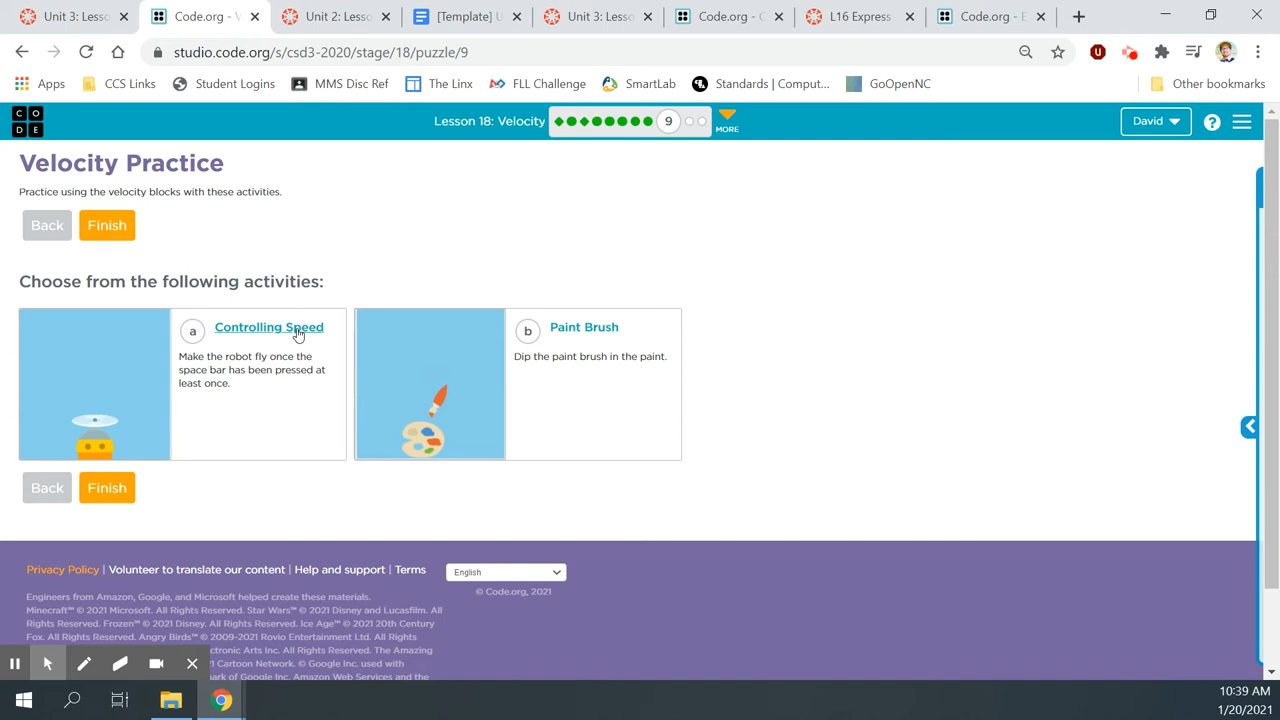 Unit 3: Lesso
Code.org - V
Unit 2: Lesso
[Template] U
Unit 3: Lesso
Code.org - C
L16 Express
Code.org - E
studio.code.org/s/csd3-2020/stage/18/puzzle/9
Apps
CCS Links
Student Logins
MMS Disc Ref
The Linx
FLL Challenge
SmartLab
Standards | Comput...
GoOpenNC
Other bookmarks
C O
D E
Lesson 18: Velocity
9
MORE
David
?
Velocity Practice
Practice using the velocity blocks with these activities.
Back
Finish
Choose from the following activities:
a
Controlling Speed
Make the robot fly once the
space bar has been pressed at
least once.
b
Paint Brush
Dip the paint brush in the paint.
Back
Finish
Privacy Policy | Volunteer to translate our content | Help and support | Terms
English
© Code.org, 2021
Engineers from Amazon, Google, and Microsoft helped create these materials.
Minecraft™ © 2021 Microsoft. All Rights Reserved. Star Wars™ © 2021 Disney and Lucasfilm. All
Rights Reserved. Frozen™ © 2021 Disney. All Rights Reserved. Ice Age™ © 2021 20th Century
Fox. All Rights Reserved. Angry Birds™ © 2009-2021 Rovio Entertainment Ltd. All Rights
ctronic Arts Inc. All Rights Reserved. The Amazing
Cartoon Network. © Google Inc. used with
ark of Google Inc. Amazon Web Services and the
10:39 AM
1/20/2021